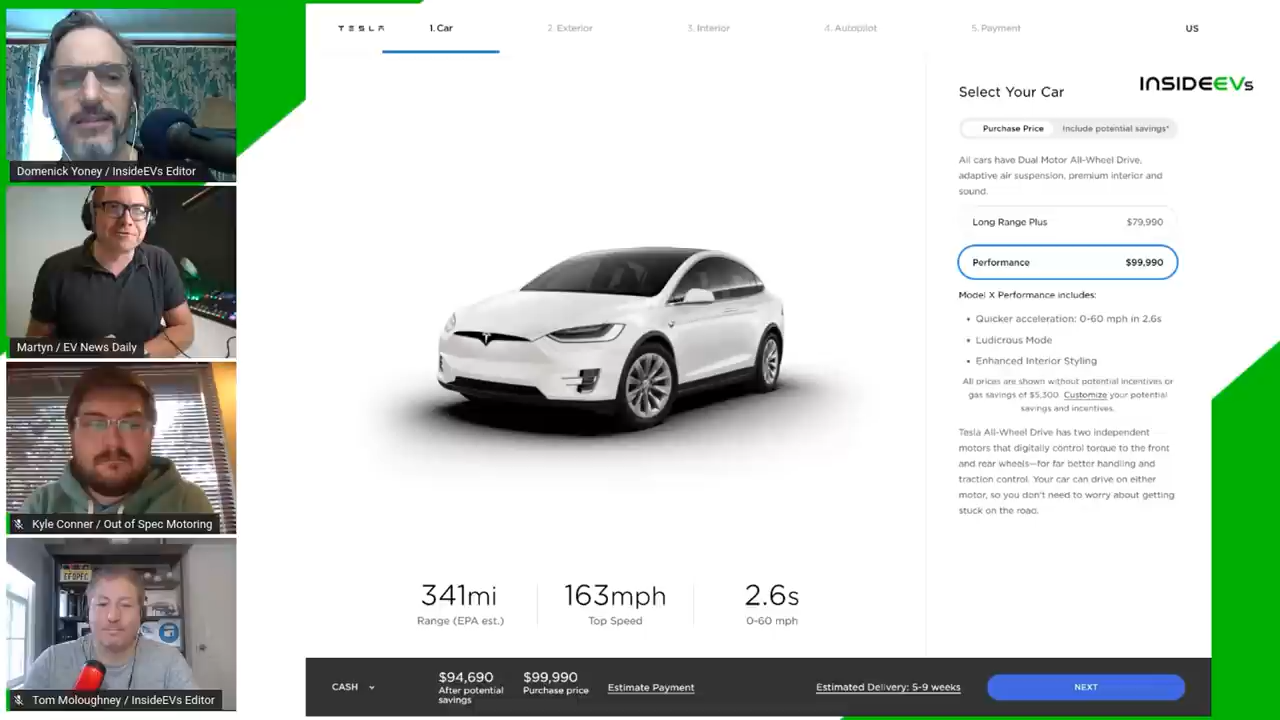 Domenick Yoney / InsideEVs Editor
Martyn / EV News Daily
Kyle Conner / Out of Spec Motoring
EFSPEC
Tom Moloughney / InsideEVs Editor
TESLA
1. Car
2. Exterior
3. Interior
4. Autopilot
5. Payment
US
INSIDEEVs
Select Your Car
Purchase Price
Include potential savings*
All cars have Dual Motor All-Wheel Drive,
adaptive air suspension, premium interior and
sound.
Long Range Plus $79,990
Performance $99,990
Model X Performance includes:
• Quicker acceleration: 0-60 mph in 2.6s
• Ludicrous Mode
• Enhanced Interior Styling
All prices are shown without potential incentives or
gas savings of $5,300. Customize your potential
savings and incentives.
Tesla All-Wheel Drive has two independent
motors that digitally control torque to the front
and rear wheels—for far better handling and
traction control. Your car can drive on either
motor, so you don't need to worry about getting
stuck on the road.
341mi
Range (EPA est.)
163mph
Top Speed
2.6s
0-60 mph
CASH
$94,690
After potential
savings
$99,990
Purchase price
Estimate Payment
Estimated Delivery: 5-9 weeks
NEXT